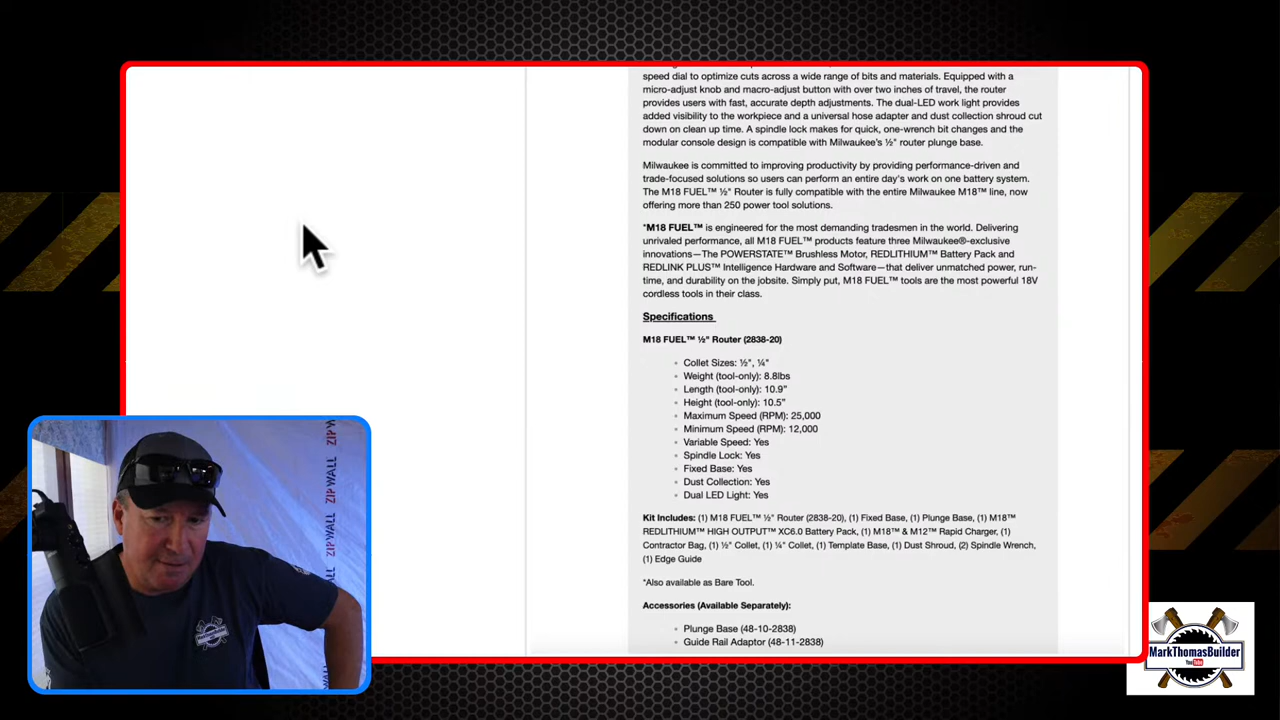 speed dial to optimize cuts across a wide range of bits and materials. Equipped with a
micro-adjust knob and macro-adjust button with over two inches of travel, the router
provides users with fast, accurate depth adjustments. The dual-LED work light provides
added visibility to the workpiece and a universal hose adapter and dust collection shroud cut
down on clean up time. A spindle lock makes for quick, one-wrench bit changes and the
modular console design is compatible with Milwaukee's ½" router plunge base.
Milwaukee is committed to improving productivity by providing performance-driven and
trade-focused solutions so users can perform an entire day's work on one battery system.
The M18 FUEL™ ½" Router is fully compatible with the entire Milwaukee M18™ line, now
offering more than 250 power tool solutions.
*M18 FUEL™ is engineered for the most demanding tradesmen in the world. Delivering
unrivaled performance, all M18 FUEL™ products feature three Milwaukee®-exclusive
innovations—The POWERSTATE™ Brushless Motor, REDLITHIUM™ Battery Pack and
REDLINK PLUS™ Intelligence Hardware and Software—that deliver unmatched power, run-
time, and durability on the jobsite. Simply put, M18 FUEL™ tools are the most powerful 18V
cordless tools in their class.
Specifications
M18 FUEL™ ½" Router (2838-20)
Collet Sizes: ½", ¼"
Weight (tool-only): 8.8lbs
Length (tool-only): 10.9"
Height (tool-only): 10.5"
Maximum Speed (RPM): 25,000
Minimum Speed (RPM): 12,000
Variable Speed: Yes
Spindle Lock: Yes
Fixed Base: Yes
Dust Collection: Yes
Dual LED Light: Yes
Kit Includes: (1) M18 FUEL™ ½" Router (2838-20), (1) Fixed Base, (1) Plunge Base, (1) M18™
REDLITHIUM™ HIGH OUTPUT™ XC6.0 Battery Pack, (1) M18™ & M12™ Rapid Charger, (1)
Contractor Bag, (1) ½" Collet, (1) ¼" Collet, (1) Template Base, (1) Dust Shroud, (2) Spindle Wrench,
(1) Edge Guide
*Also available as Bare Tool.
Accessories (Available Separately):
Plunge Base (48-10-2838)
Guide Rail Adaptor (48-11-2838)
ZIPWALL
ZIPWALL
MarkThomasBuilder
You Tube